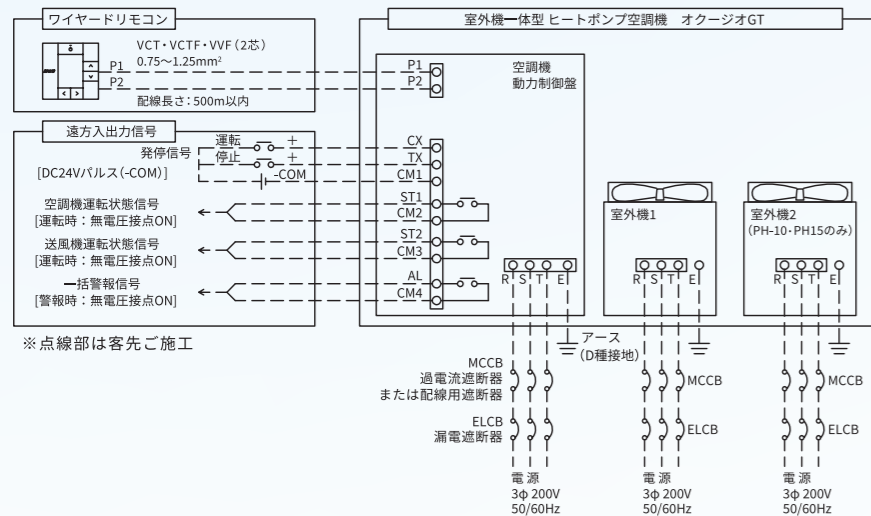 ワイヤードリモコン
VCT・VCTF・VVF（2芯）
0.75～1.25mm²
P1
P2
配線長さ：500m以内
遠方入出力信号
運転
＋
発停信号
停止
＋
[DC24Vパルス（-COM）]
-COM
空調機運転状態信号
[運転時：無電圧接点ON]
送風機運転状態信号
[運転時：無電圧接点ON]
一括警報信号
[警報時：無電圧接点ON]
※点線部は客先ご施工
室外機一体型 ヒートポンプ空調機　オクージオGT
P1
P2
空調機
動力制御盤
CX
TX
CM1
ST1
CM2
ST2
CM3
AL
CM4
R S T E
室外機1
R S T E
室外機2
（PH-10・PH15のみ）
R S T E
アース
（D種接地）
MCCB
過電流遮断器
または配線用遮断器
ELCB
漏電遮断器
MCCB
ELCB
MCCB
ELCB
電 源
3φ 200V
50/60Hz
電 源
3φ 200V
50/60Hz
電 源
3φ 200V
50/60Hz